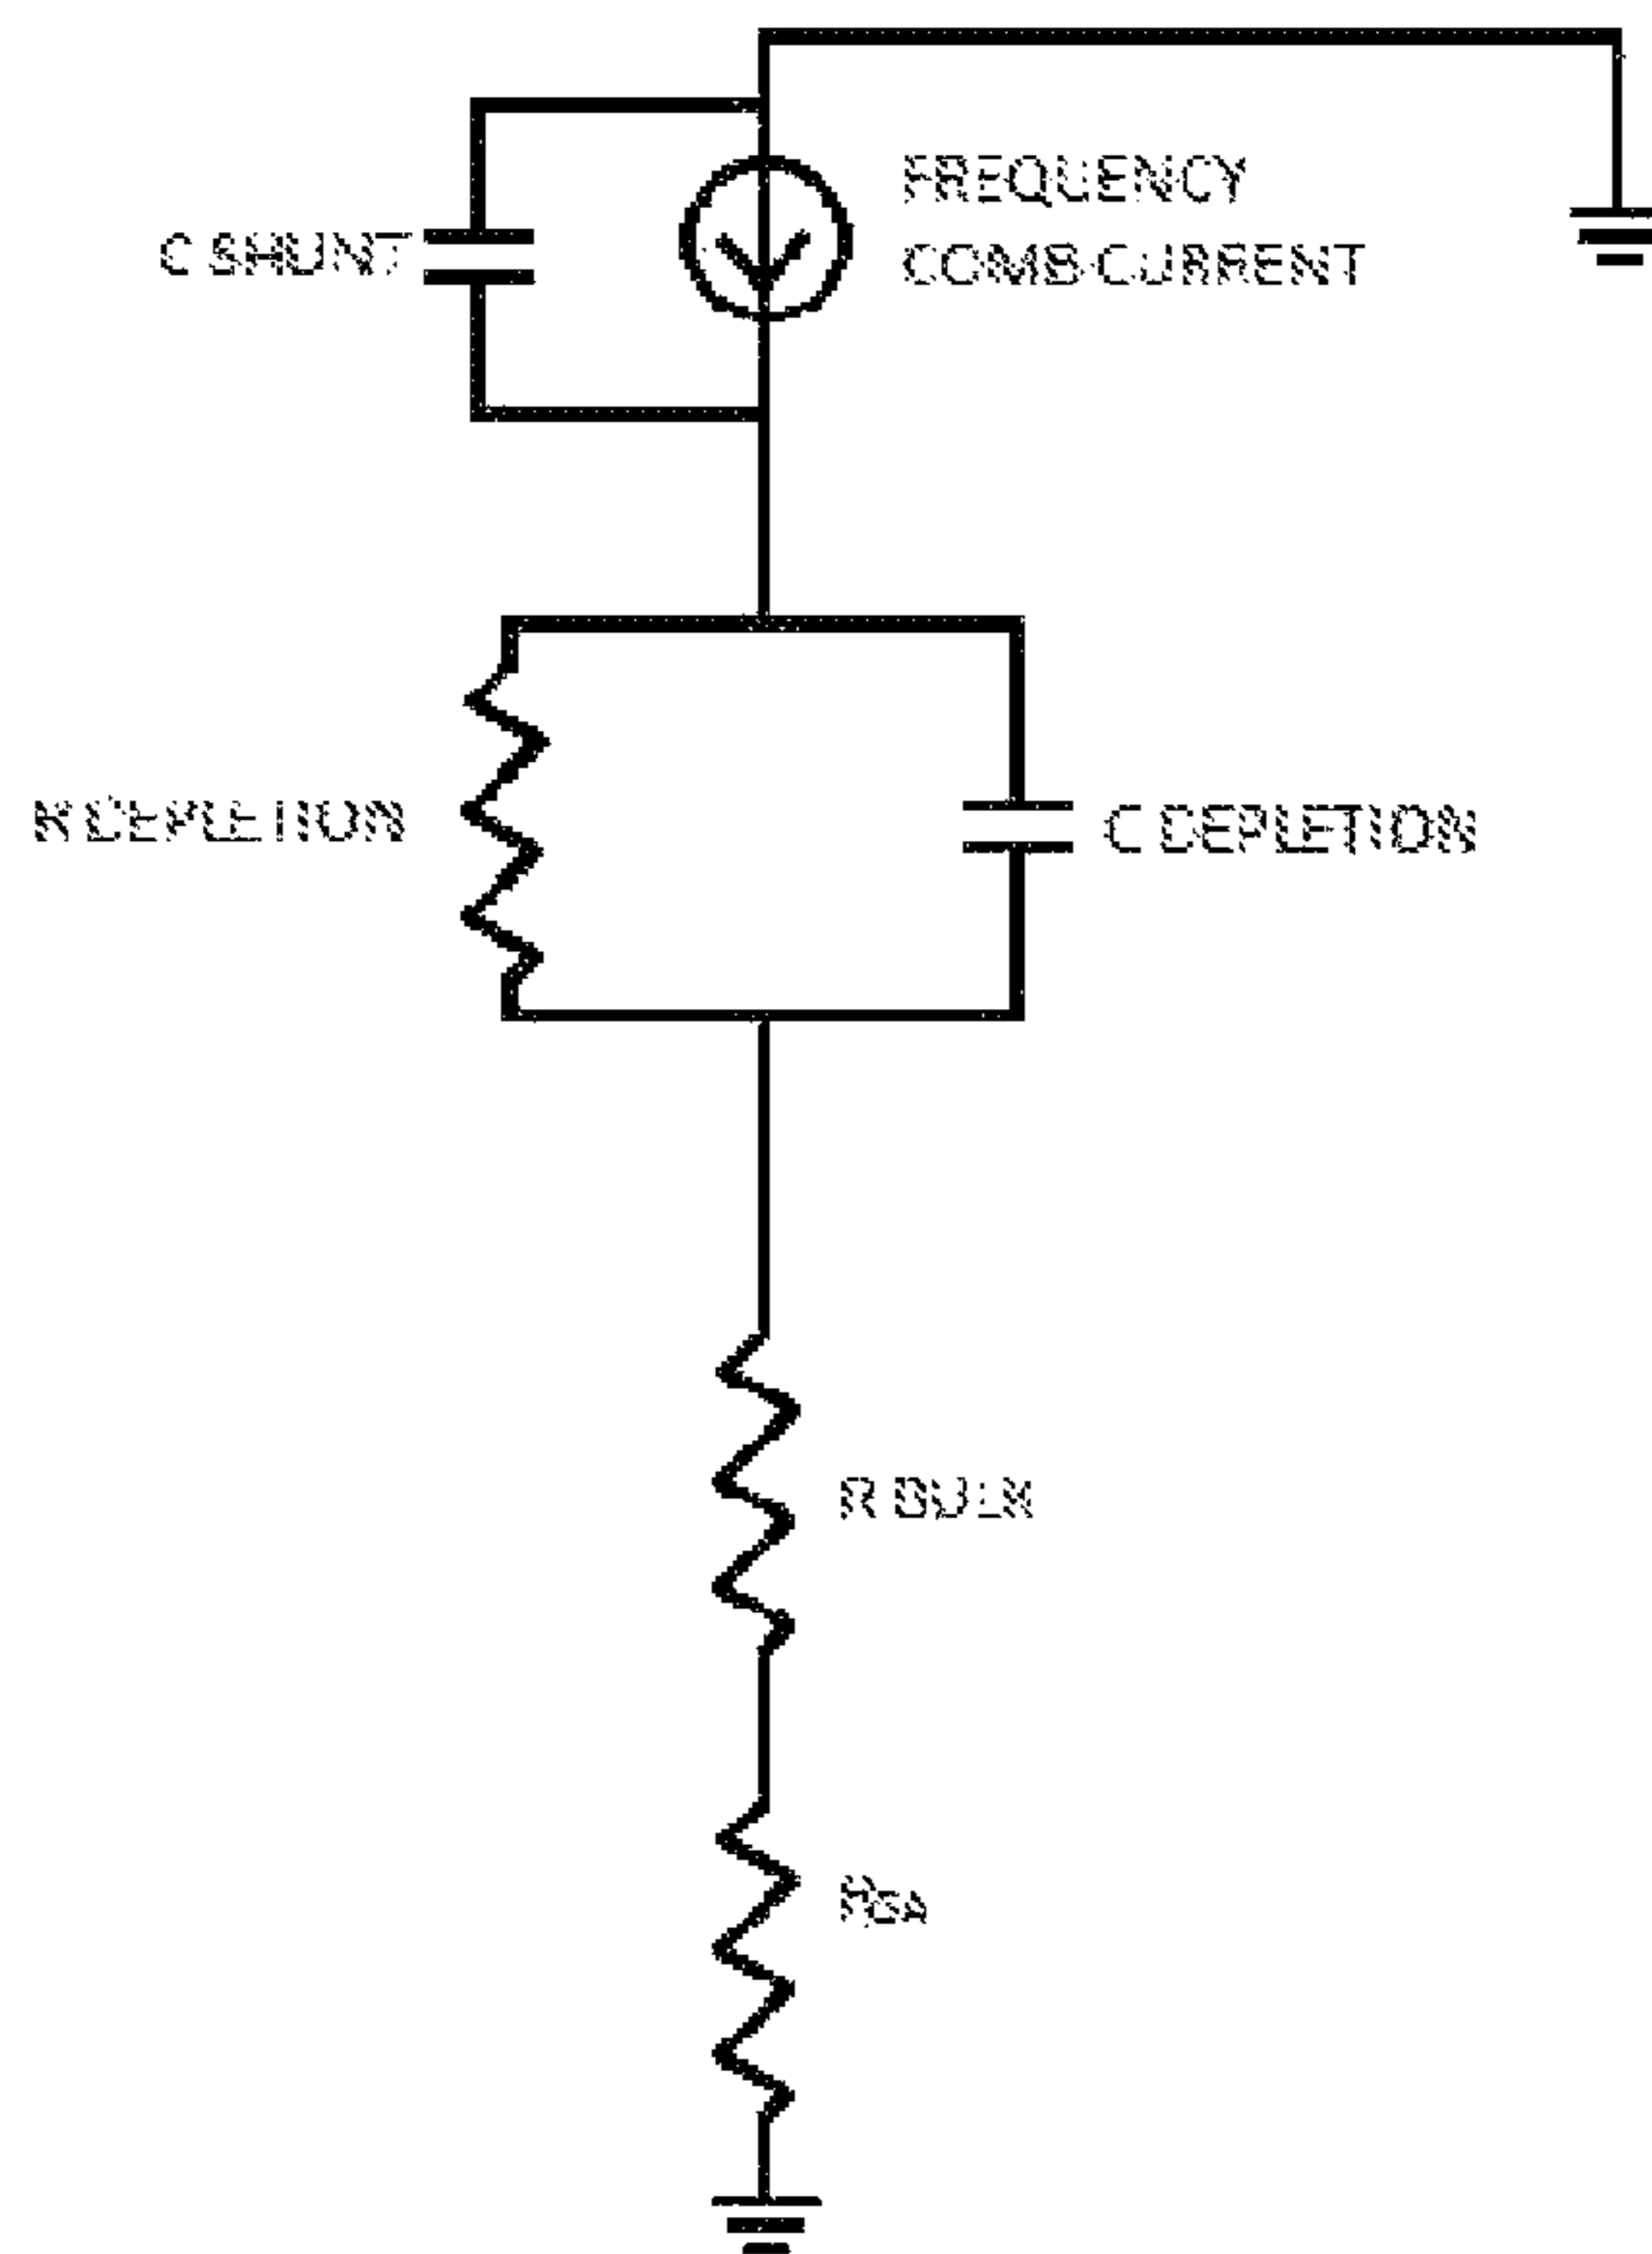 FREQUENCY
C SHUNT
COMB CURRENT
R DEPLETION
C DEPLETION
R BULK